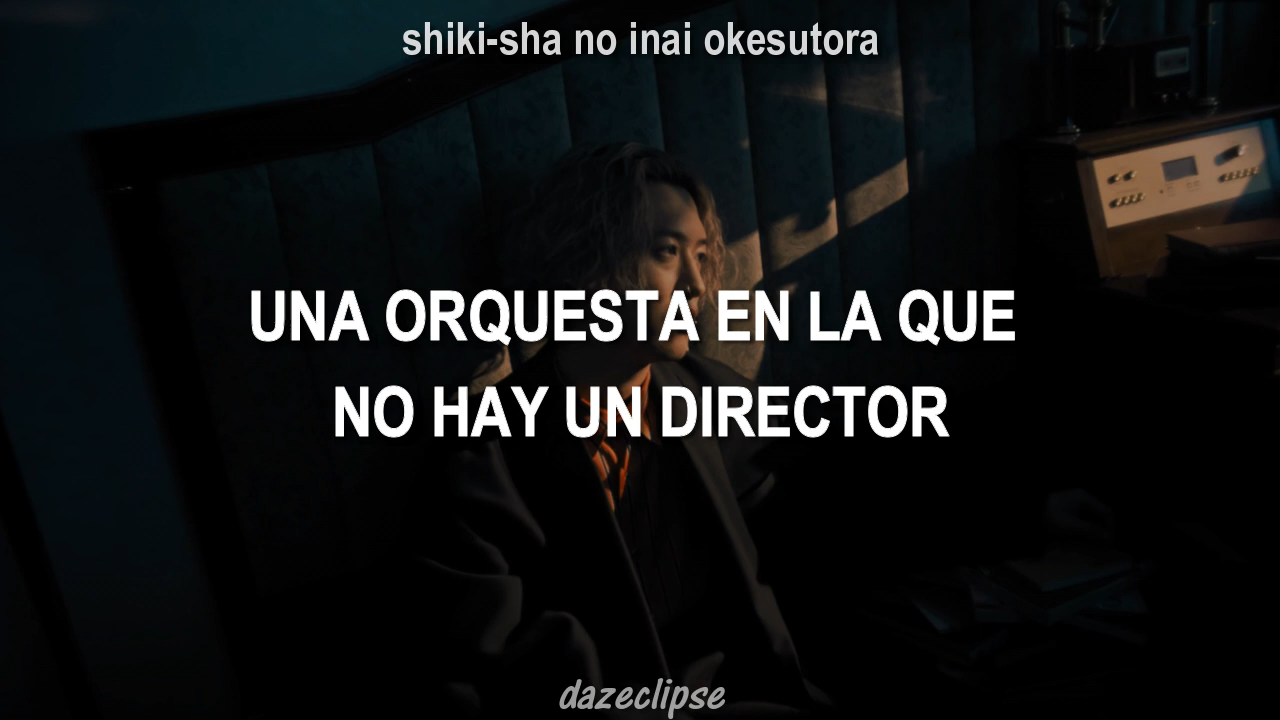 shiki-sha no inai okesutora
UNA ORQUESTA EN LA QUE
NO HAY UN DIRECTOR
dazeclipse